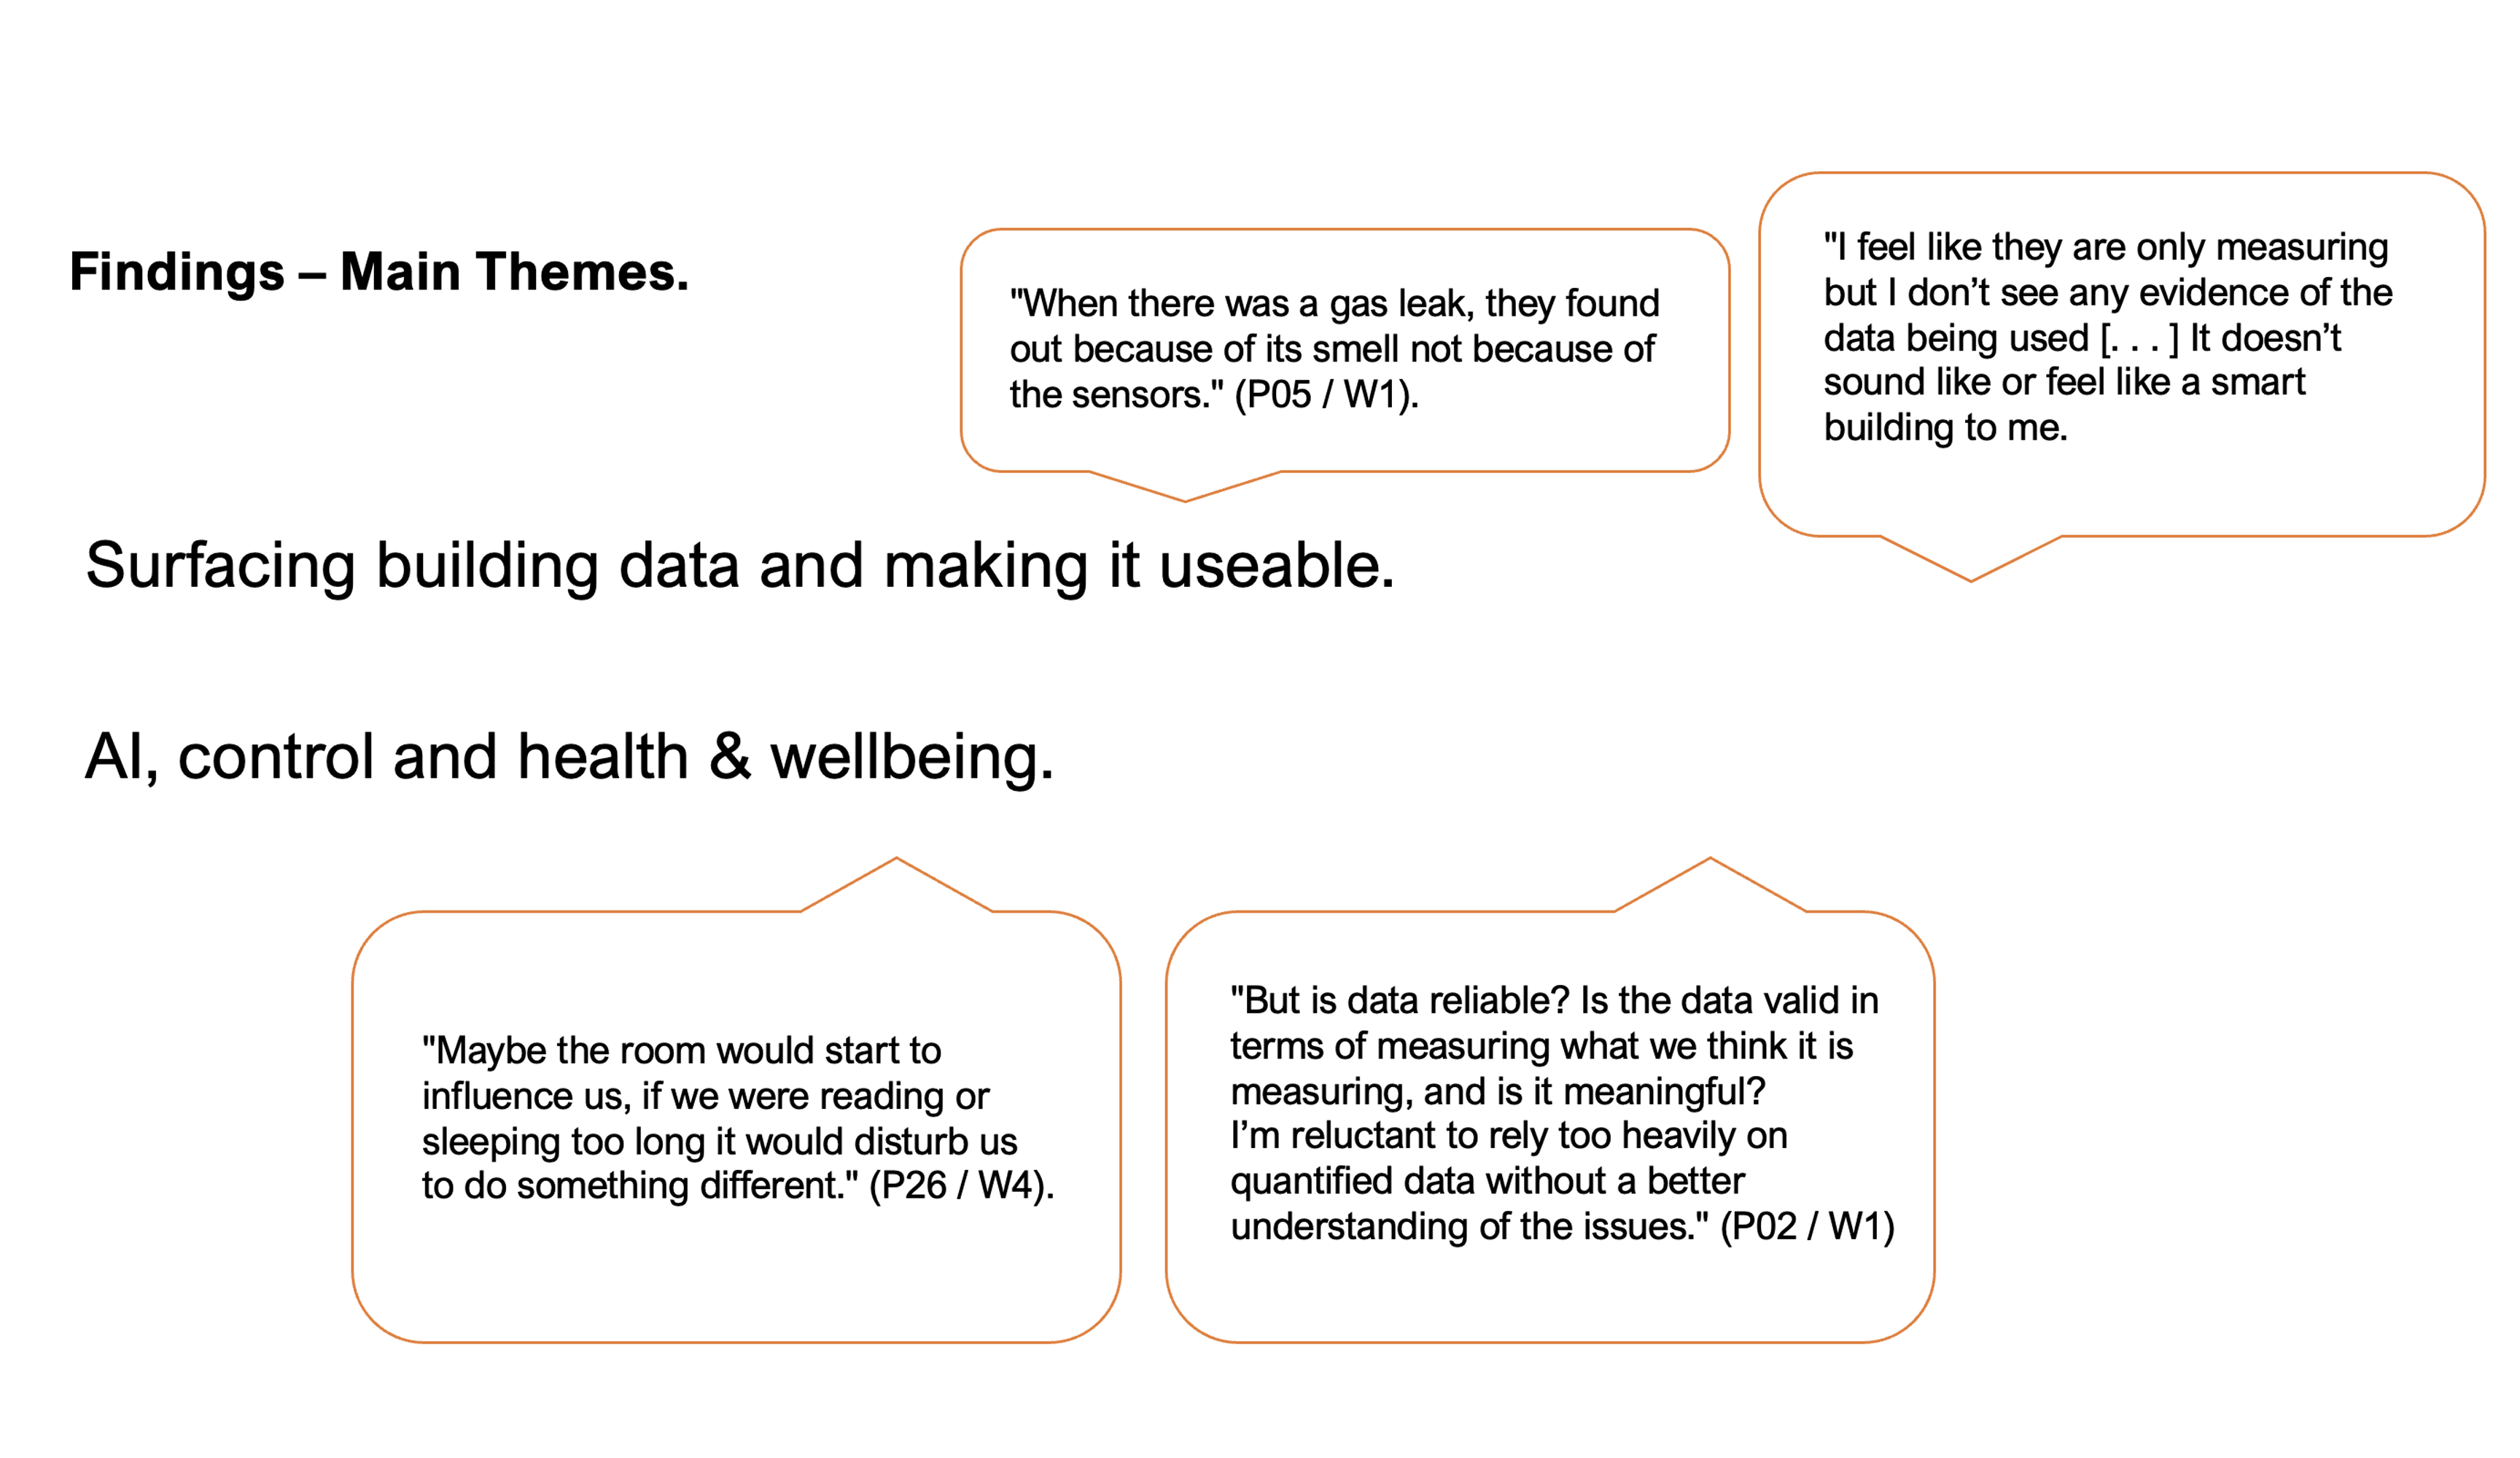 Findings – Main Themes.
"When there was a gas leak, they found
out because of its smell not because of
the sensors." (P05 / W1).
"I feel like they are only measuring
but I don’t see any evidence of the
data being used [. . . ] It doesn’t
sound like or feel like a smart
building to me.
Surfacing building data and making it useable.
AI, control and health & wellbeing.
"Maybe the room would start to
influence us, if we were reading or
sleeping too long it would disturb us
to do something different." (P26 / W4).
"But is data reliable? Is the data valid in
terms of measuring what we think it is
measuring, and is it meaningful?
I’m reluctant to rely too heavily on
quantified data without a better
understanding of the issues." (P02 / W1)